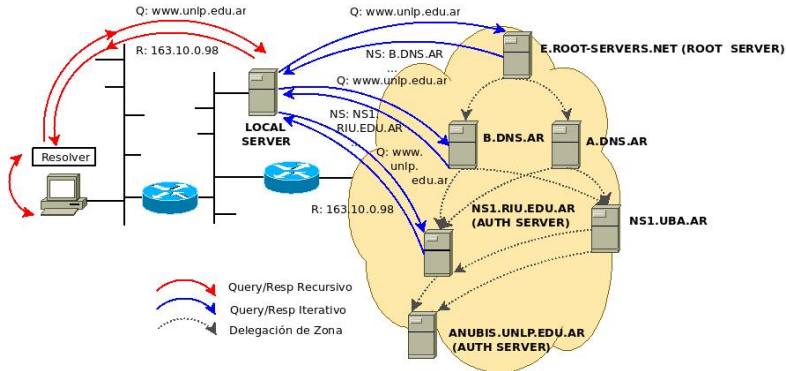 Q: www.unlp.edu.ar
Q: www.unlp.edu.ar
R: 163.10.0.98
NS: B.DNS.AR
...
E.ROOT-SERVERS.NET (ROOT SERVER)
Q: www.unlp.edu.ar
LOCAL
SERVER
NS: NS1.
RIU.EDU.AR
...
B.DNS.AR
A.DNS.AR
Resolver
Q: www.
unlp.
edu.ar
R: 163.10.0.98
NS1.RIU.EDU.AR
(AUTH SERVER)
NS1.UBA.AR
Query/Resp Recursivo
Query/Resp Iterativo
Delegación de Zona
ANUBIS.UNLP.EDU.AR
(AUTH SERVER)